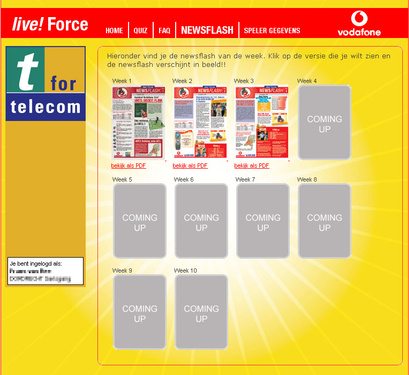 live! Force
HOME
QUIZ
FAQ
NEWSFLASH
SPELER GEGEVENS
vodafone
t for
telecom
Hieronder vind je de newsflash van de week. Klik op de versie die je wilt zien en
de newsflash verschijnt in beeld!!
Week 1
Week 2
Week 3
Week 4
NEWSFLASH
NEWSFLASH
NEWSFLASH
COMING
UP
bekijk als PDF
bekijk als PDF
bekijk als PDF
Week 5
Week 6
Week 7
Week 8
COMING
UP
COMING
UP
COMING
UP
COMING
UP
Je bent ingelogd als:
DORDRECHT
Week 9
Week 10
COMING
UP
COMING
UP